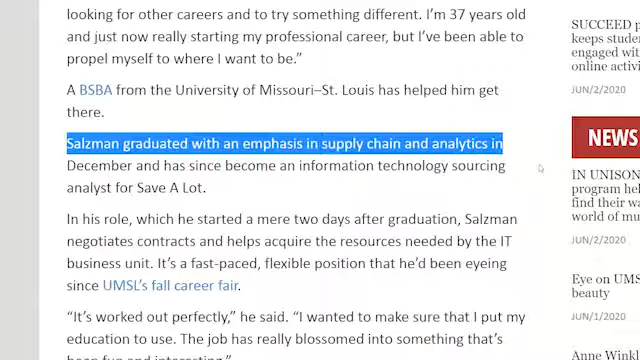 looking for other careers and to try something different. I'm 37 years old
and just now really starting my professional career, but I've been able to
propel myself to where I want to be."
A BSBA from the University of Missouri–St. Louis has helped him get
there.
Salzman graduated with an emphasis in supply chain and analytics in
December and has since become an information technology sourcing
analyst for Save A Lot.
In his role, which he started a mere two days after graduation, Salzman
negotiates contracts and helps acquire the resources needed by the IT
business unit. It's a fast-paced, flexible position that he'd been eyeing
since UMSL's fall career fair.
"It's worked out perfectly," he said. "I wanted to make sure that I put my
education to use. The job has really blossomed into something that's
been fun and interesting."
SUCCEED p
keeps stude
engaged wit
online activi
JUN/2/2020
NEWS
IN UNISON
program hel
find their wa
world of mu
JUN/2/2020
Eye on UMS
beauty
JUN/1/2020
Anne Winkl